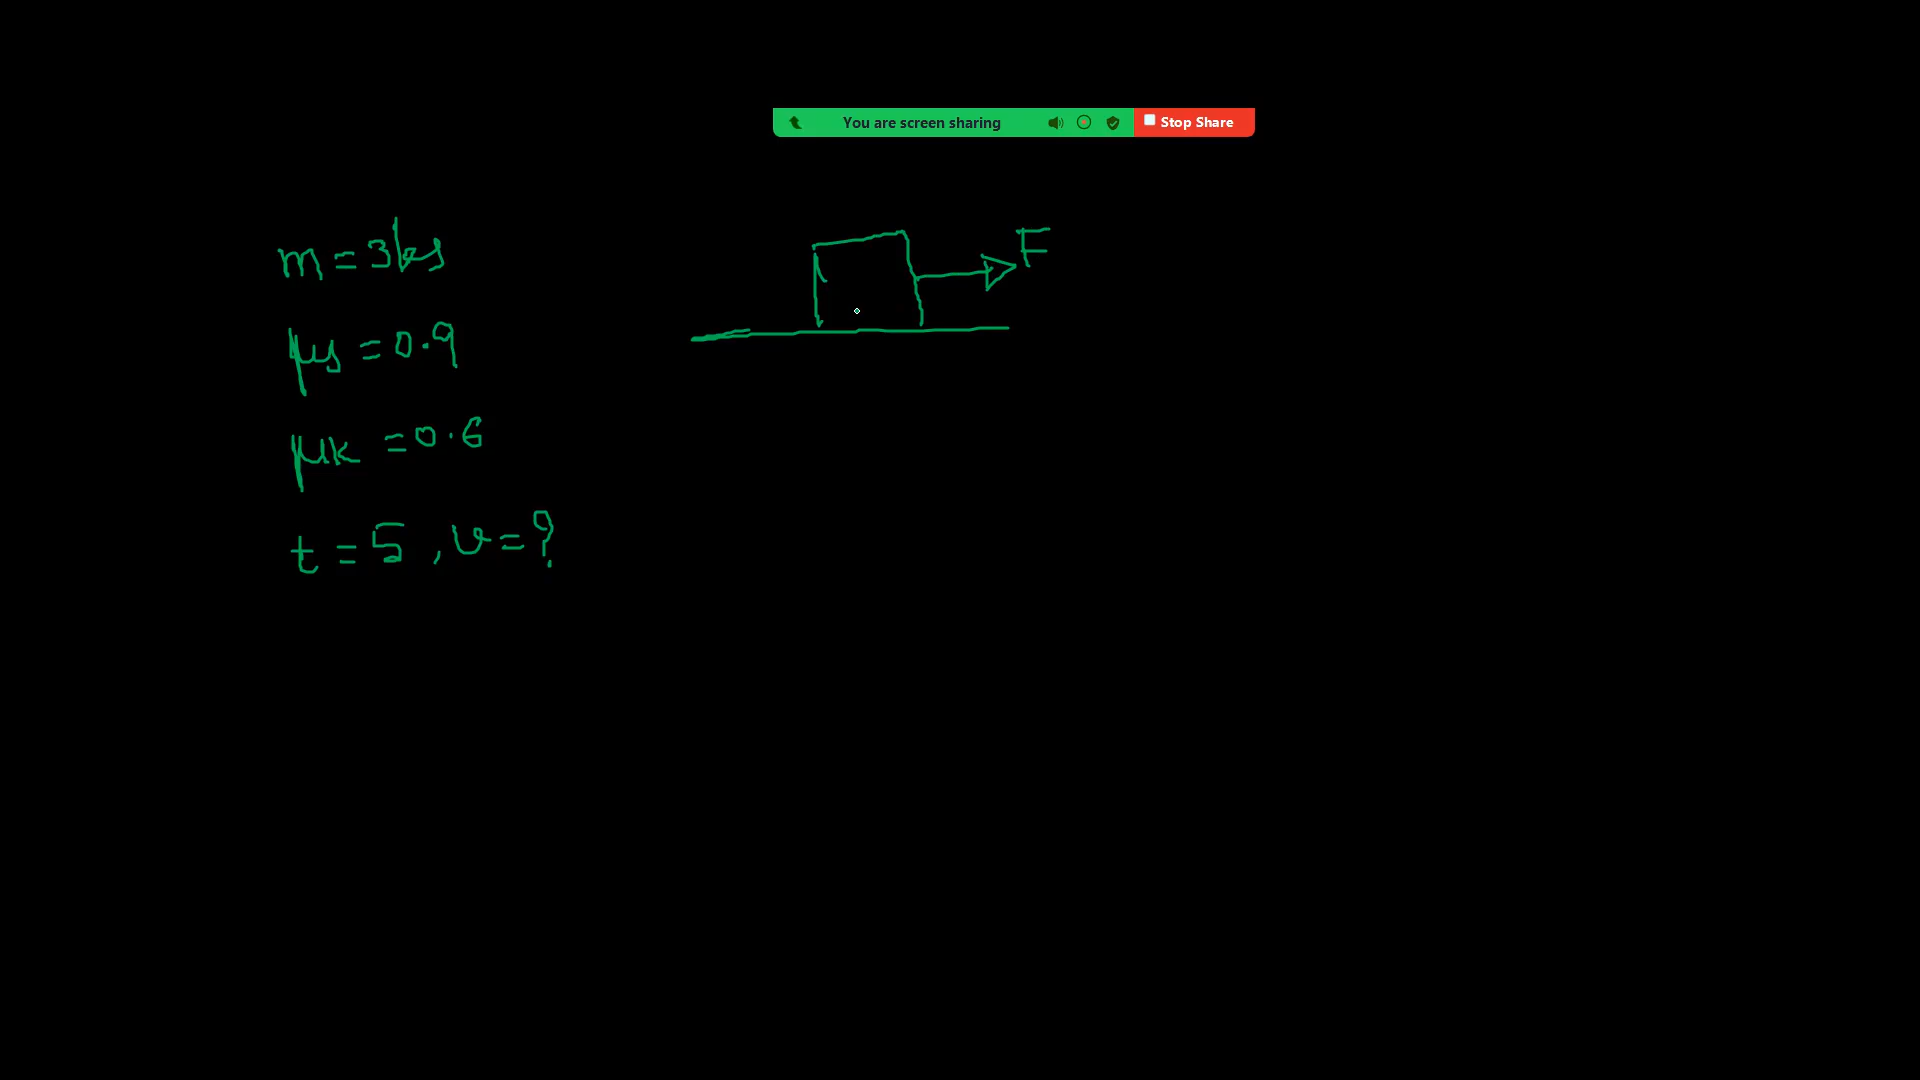 You are screen sharing Stop Share
m = 3kg
F
μs = 0.9
μk = 0.6
t = 5 , v = ?